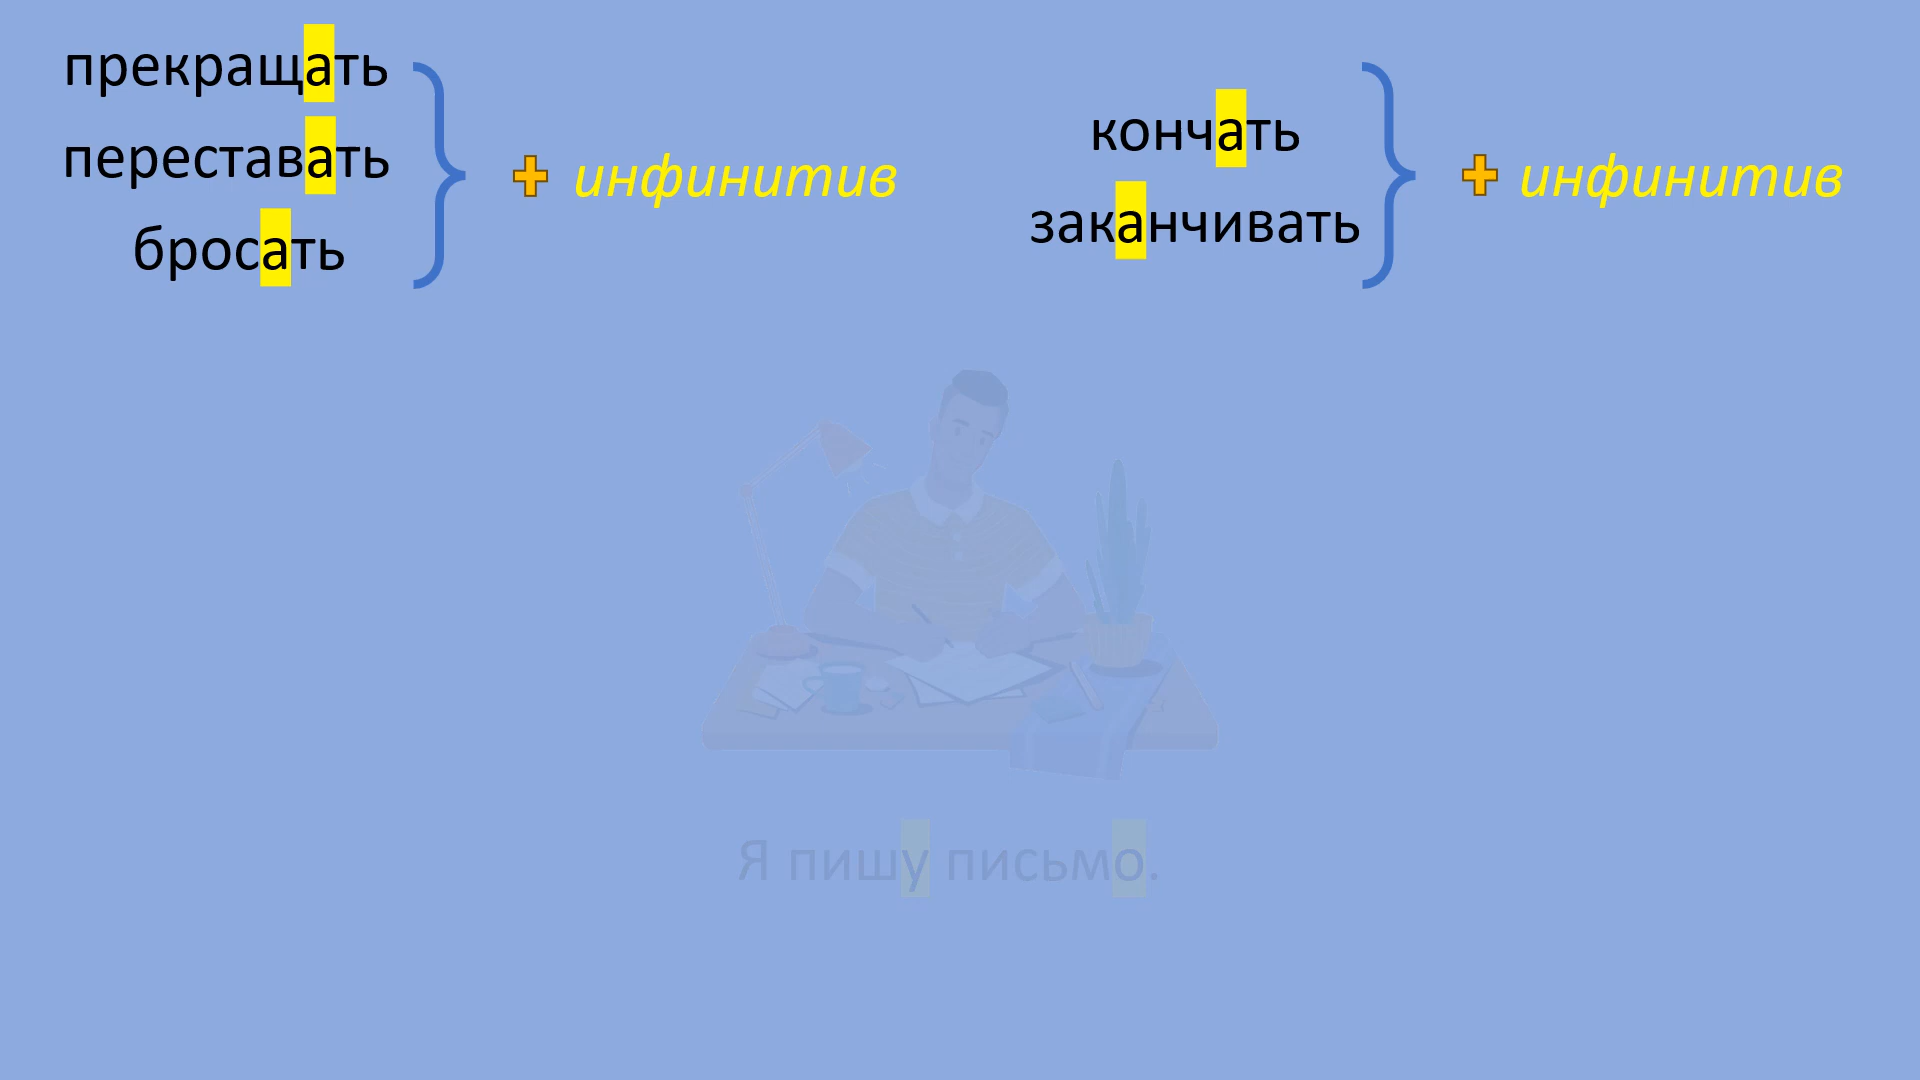 прекращать
переставать
бросать
+ инфинитив
кончать
заканчивать
+ инфинитив
Я пишу письмо.